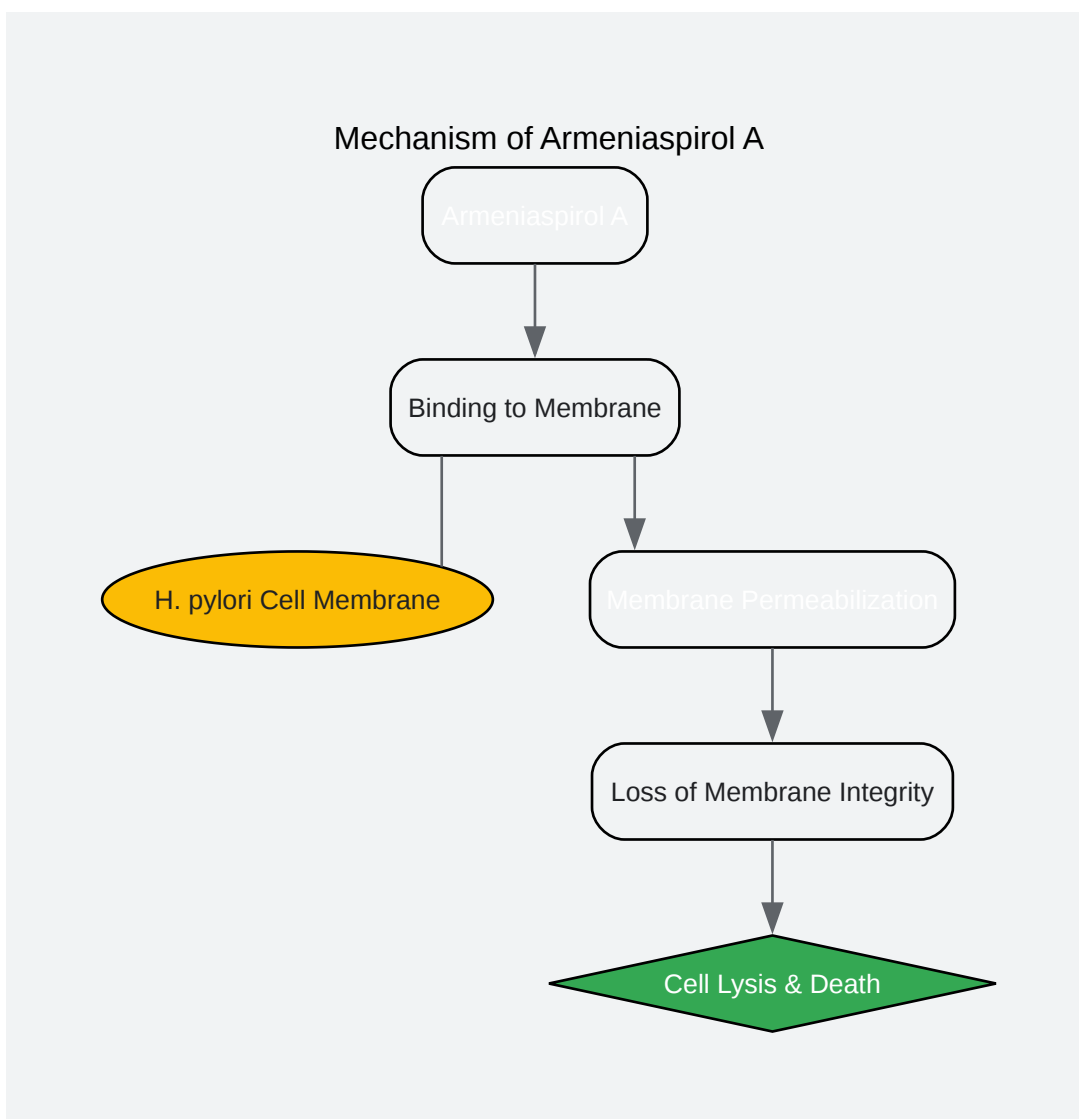 Mechanism of Armeniaspirol A
Armeniaspirol A
Binding to Membrane
H. pylori Cell Membrane
Membrane Permeabilization
Loss of Membrane Integrity
Cell Lysis & Death